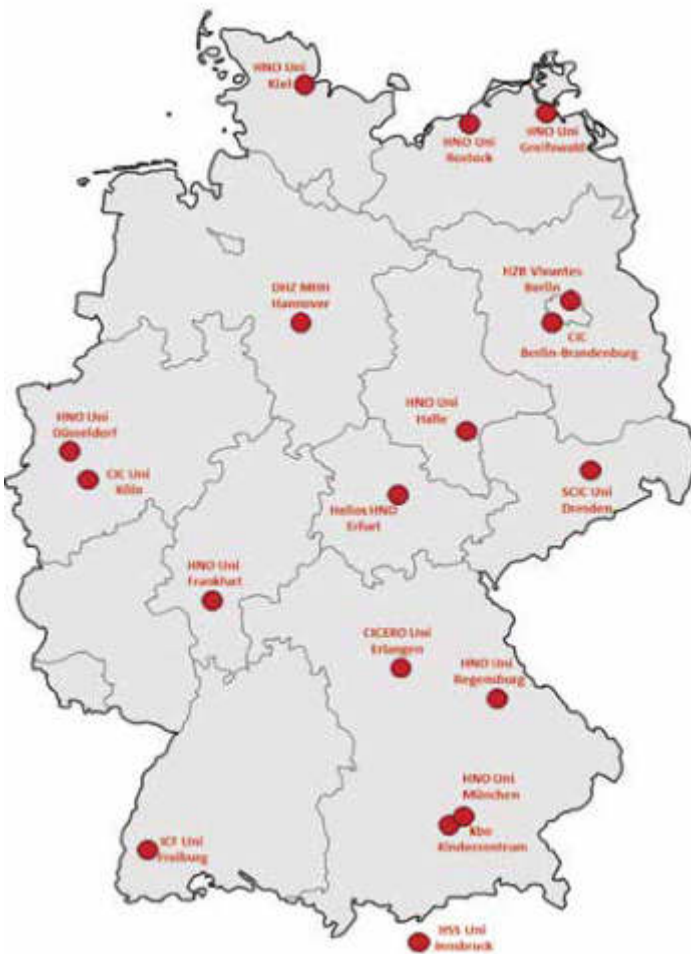 HNO Uni
Kiel
HNO Uni
Rostock
HNO Uni
Greifswald
HZB Vivantes
Berlin
CIC
Berlin-Brandenburg
DHZ MHH
Hannover
HNO Uni
Halle
HNO Uni
Düsseldorf
CIC Uni
Köln
Helios HNO
Erfurt
SCIC Uni
Dresden
HNO Uni
Frankfurt
CICERO Uni
Erlangen
HNO Uni
Regensburg
HNO Uni
München
Kbo
Kinderzentrum
ICF Uni
Freiburg
HSS Uni
Innsbruck